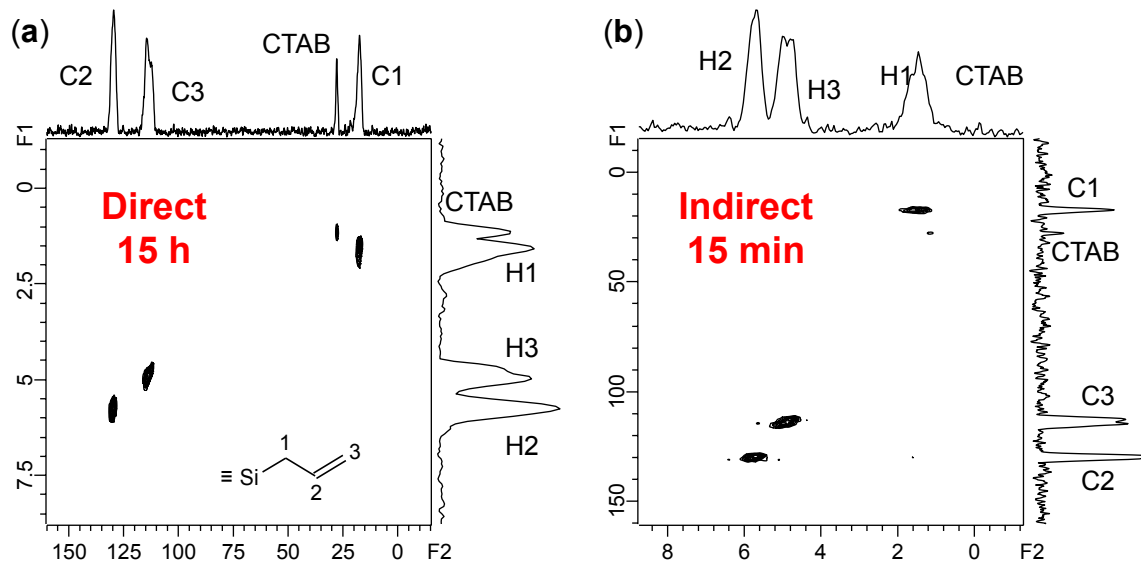 (a)
C2
C3
CTAB
C1
F1
0
2.5
5
7.5
Direct
15 h
CTAB
H1
H3
H2
≡ Si
1
2
3
150
125
100
75
50
25
0
F2
(b)
H2
H3
H1
CTAB
F1
0
50
100
150
Indirect
15 min
C1
CTAB
C3
C2
8
6
4
2
0
F2